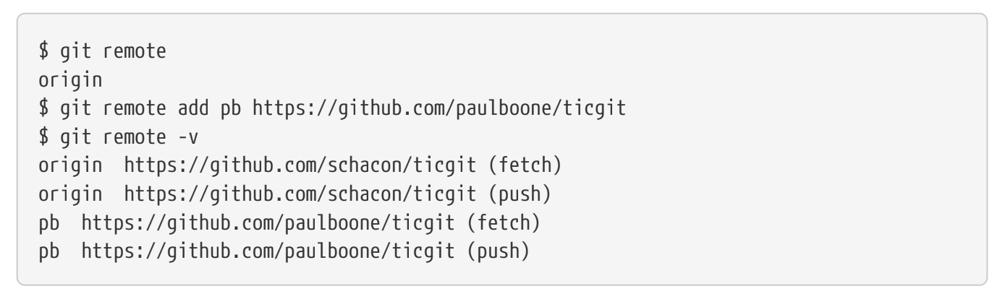 $ git remote
origin
$ git remote add pb https://github.com/paulboone/ticgit
$ git remote -v
origin  https://github.com/schacon/ticgit (fetch)
origin  https://github.com/schacon/ticgit (push)
pb  https://github.com/paulboone/ticgit (fetch)
pb  https://github.com/paulboone/ticgit (push)